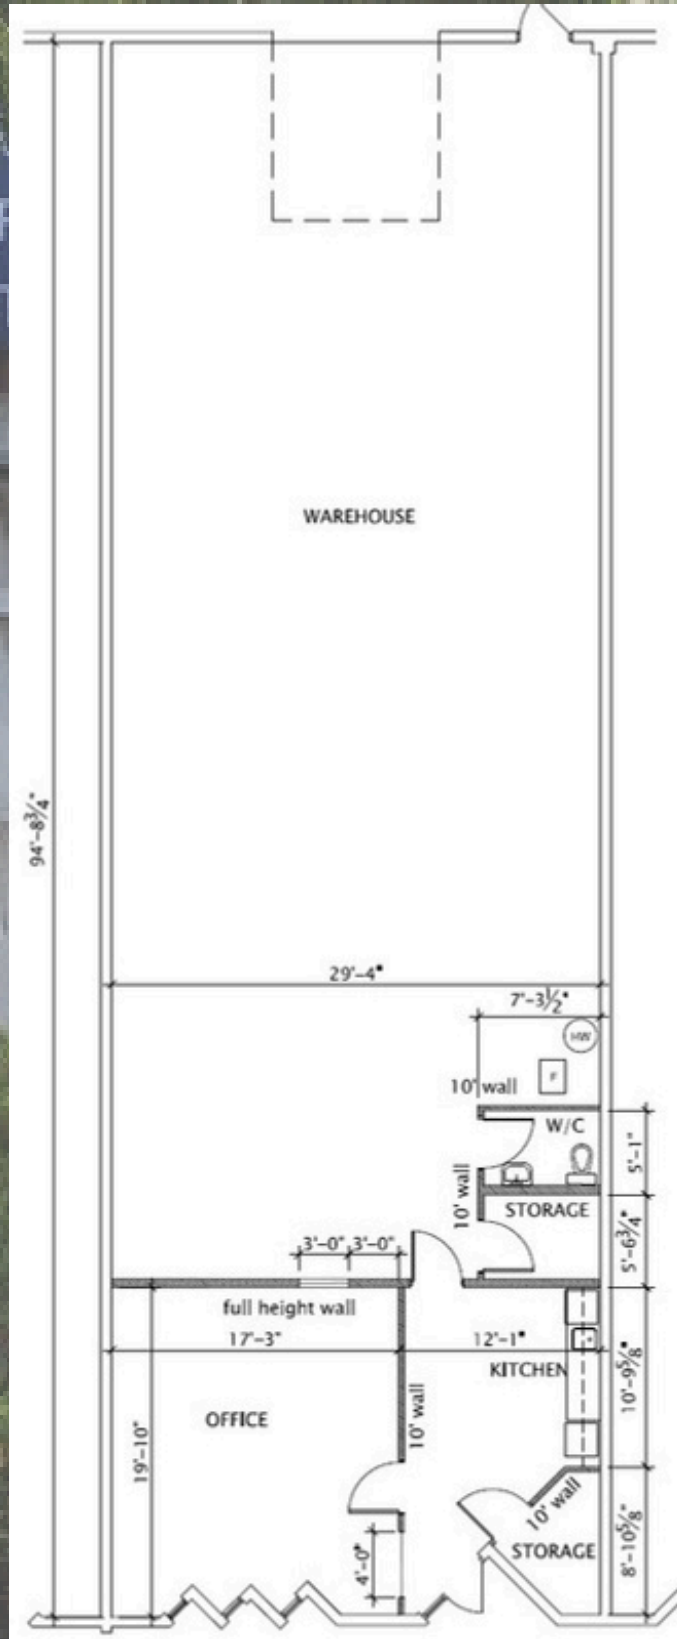 WAREHOUSE
94'-8¾"
29'-4"
7'-3½"
HW
F
10' wall
W/C
5'-1"
10' wall
STORAGE
5'-6¾"
3'-0" 3'-0"
full height wall
17'-3"
12'-1"
KITCHEN
10'-9⅝"
OFFICE
10' wall
19'-10"
10' wall
4'-0"
STORAGE
8'-10⅝"